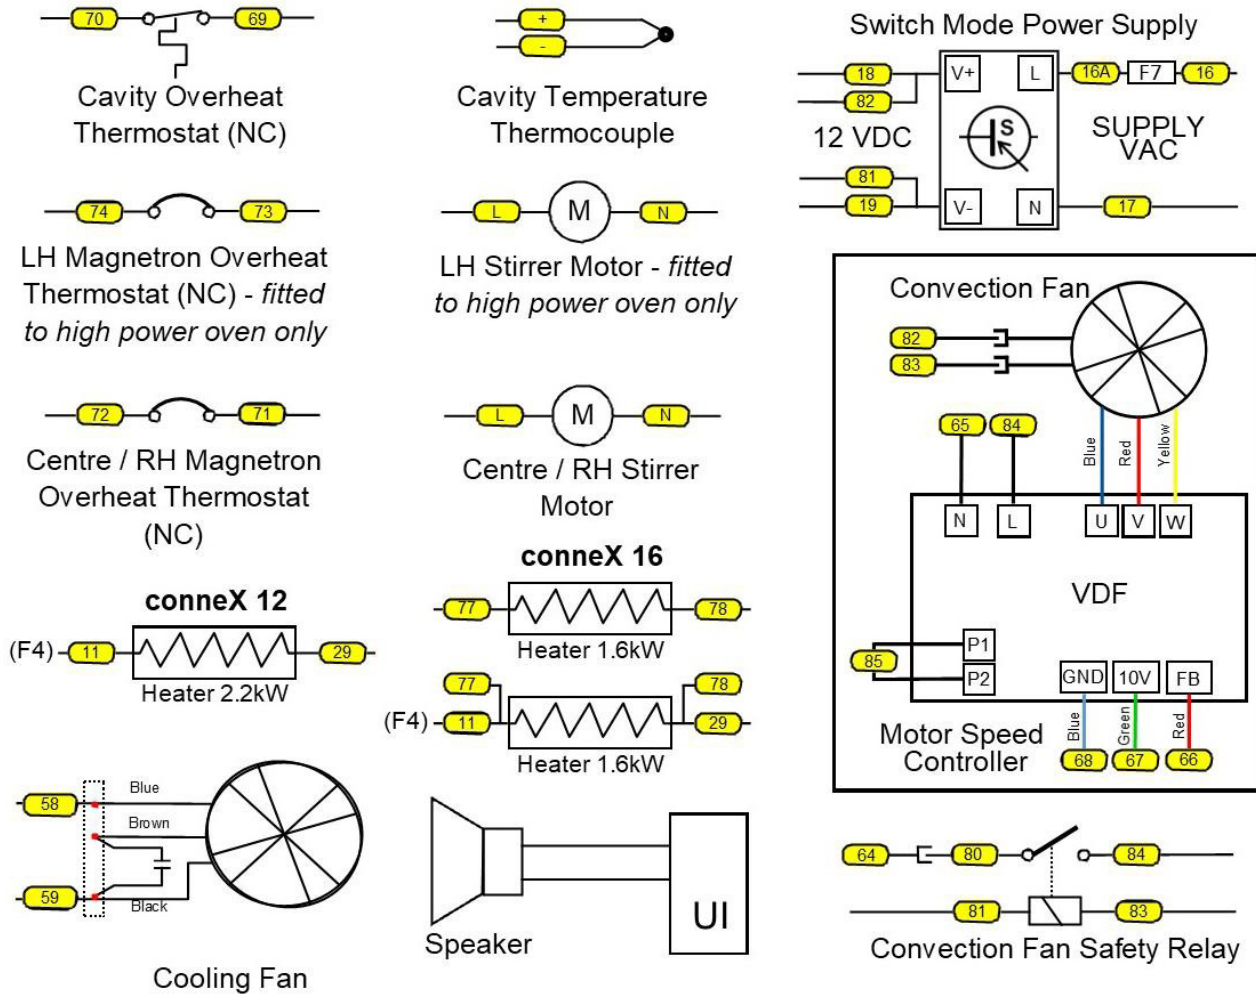 70 69
Cavity Overheat
Thermostat (NC)
+
-
Cavity Temperature
Thermocouple
Switch Mode Power Supply
18 V+ L 16A F7 16
82
12 VDC S SUPPLY
VAC
81
19 V- N 17
74 73
LH Magnetron Overheat
Thermostat (NC) - fitted
to high power oven only
L M N
LH Stirrer Motor - fitted
to high power oven only
Convection Fan
82
83
65 84
Blue Red Yellow
N L U V W
VDF
85 P1
P2
GND 10V FB
Blue Green Red
68 67 66
Motor Speed
Controller
72 71
Centre / RH Magnetron
Overheat Thermostat
(NC)
L M N
Centre / RH Stirrer
Motor
conneX 12
(F4) 11 29
Heater 2.2kW
conneX 16
77 78
Heater 1.6kW
77 78
(F4) 11 29
Heater 1.6kW
58 Blue
Brown
59 Black
Cooling Fan
Speaker
UI
64 80 84
81 83
Convection Fan Safety Relay